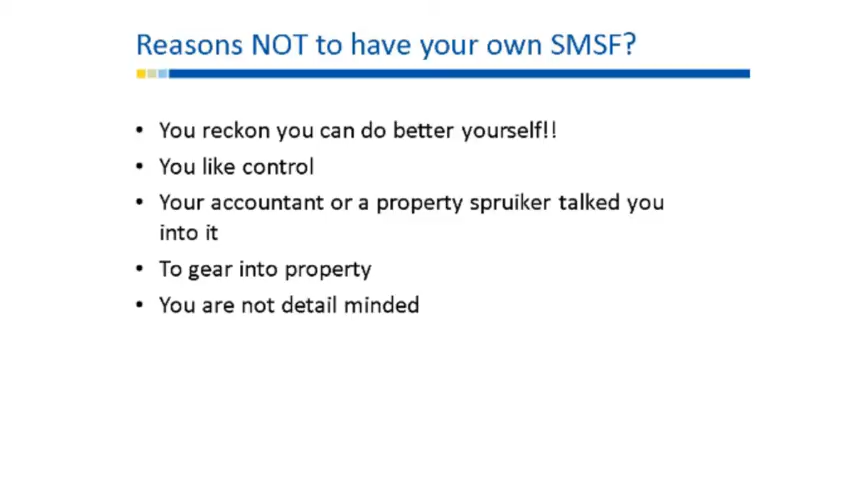 Reasons NOT to have your own SMSF?
• You reckon you can do better yourself!!
• You like control
• Your accountant or a property spruiker talked you
into it
• To gear into property
• You are not detail minded